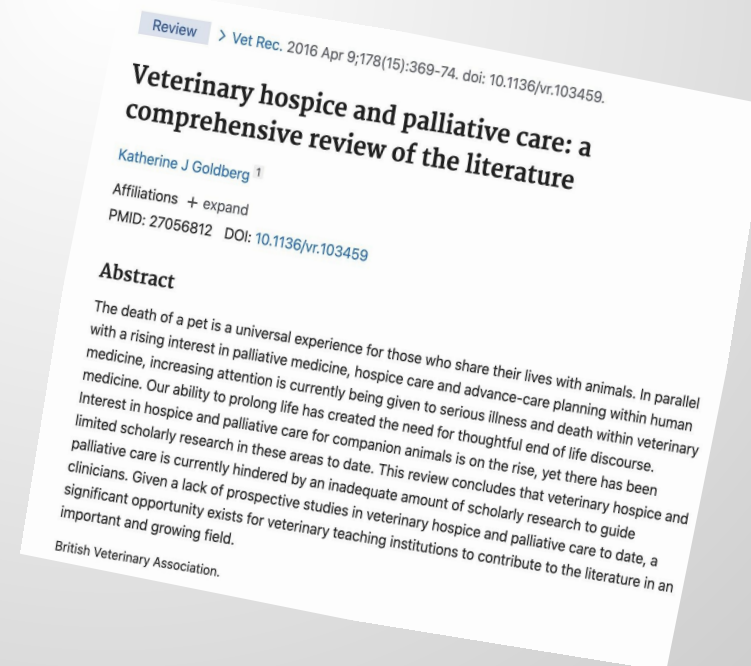 Review > Vet Rec. 2016 Apr 9;178(15):369-74. doi: 10.1136/vr.103459.
Veterinary hospice and palliative care: a
comprehensive review of the literature
Katherine J Goldberg 1
Affiliations + expand
PMID: 27056812 DOI: 10.1136/vr.103459
Abstract
The death of a pet is a universal experience for those who share their lives with animals. In parallel
with a rising interest in palliative medicine, hospice care and advance-care planning within human
medicine, increasing attention is currently being given to serious illness and death within veterinary
medicine. Our ability to prolong life has created the need for thoughtful end of life discourse.
Interest in hospice and palliative care for companion animals is on the rise, yet there has been
limited scholarly research in these areas to date. This review concludes that veterinary hospice and
palliative care is currently hindered by an inadequate amount of scholarly research to guide
clinicians. Given a lack of prospective studies in veterinary hospice and palliative care to date, a
significant opportunity exists for veterinary teaching institutions to contribute to the literature in an
important and growing field.
British Veterinary Association.